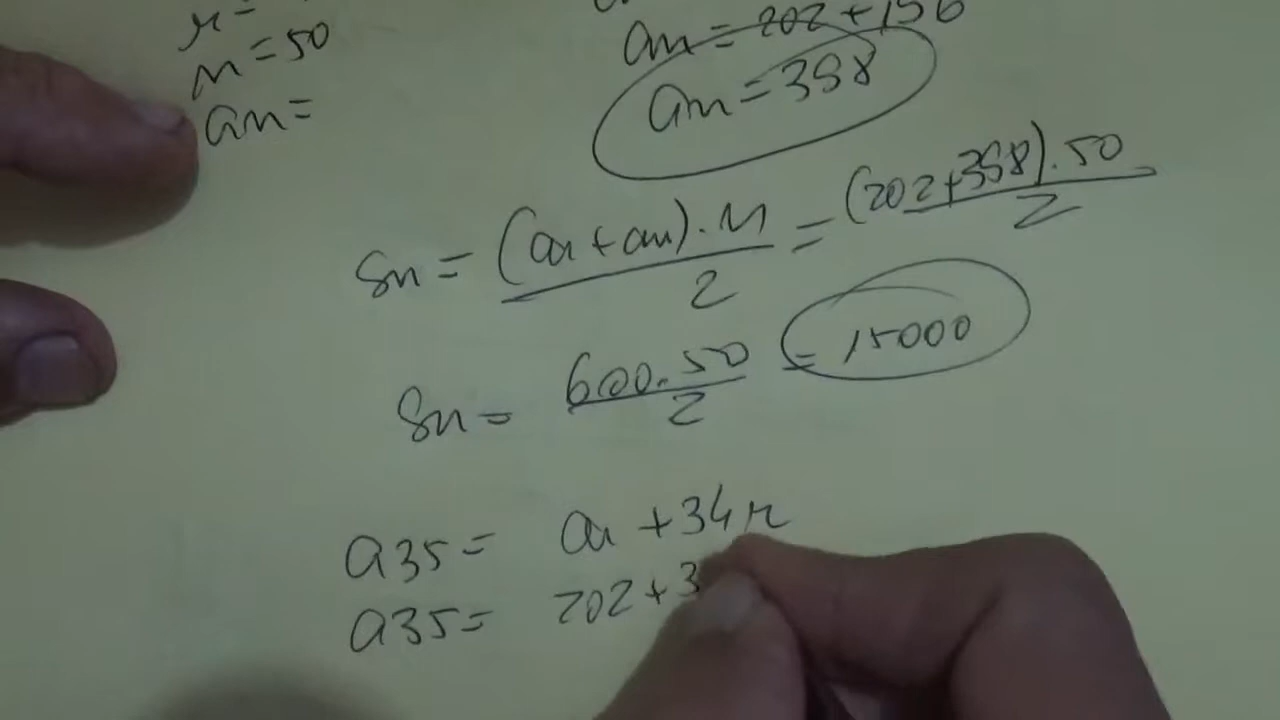 r=
n=50
an=
an=202+156
an=358
Sn=(a1+an).n/2=(202+358).50/2
Sn=600.50/2=15000
a35=a1+34r
a35=202+3